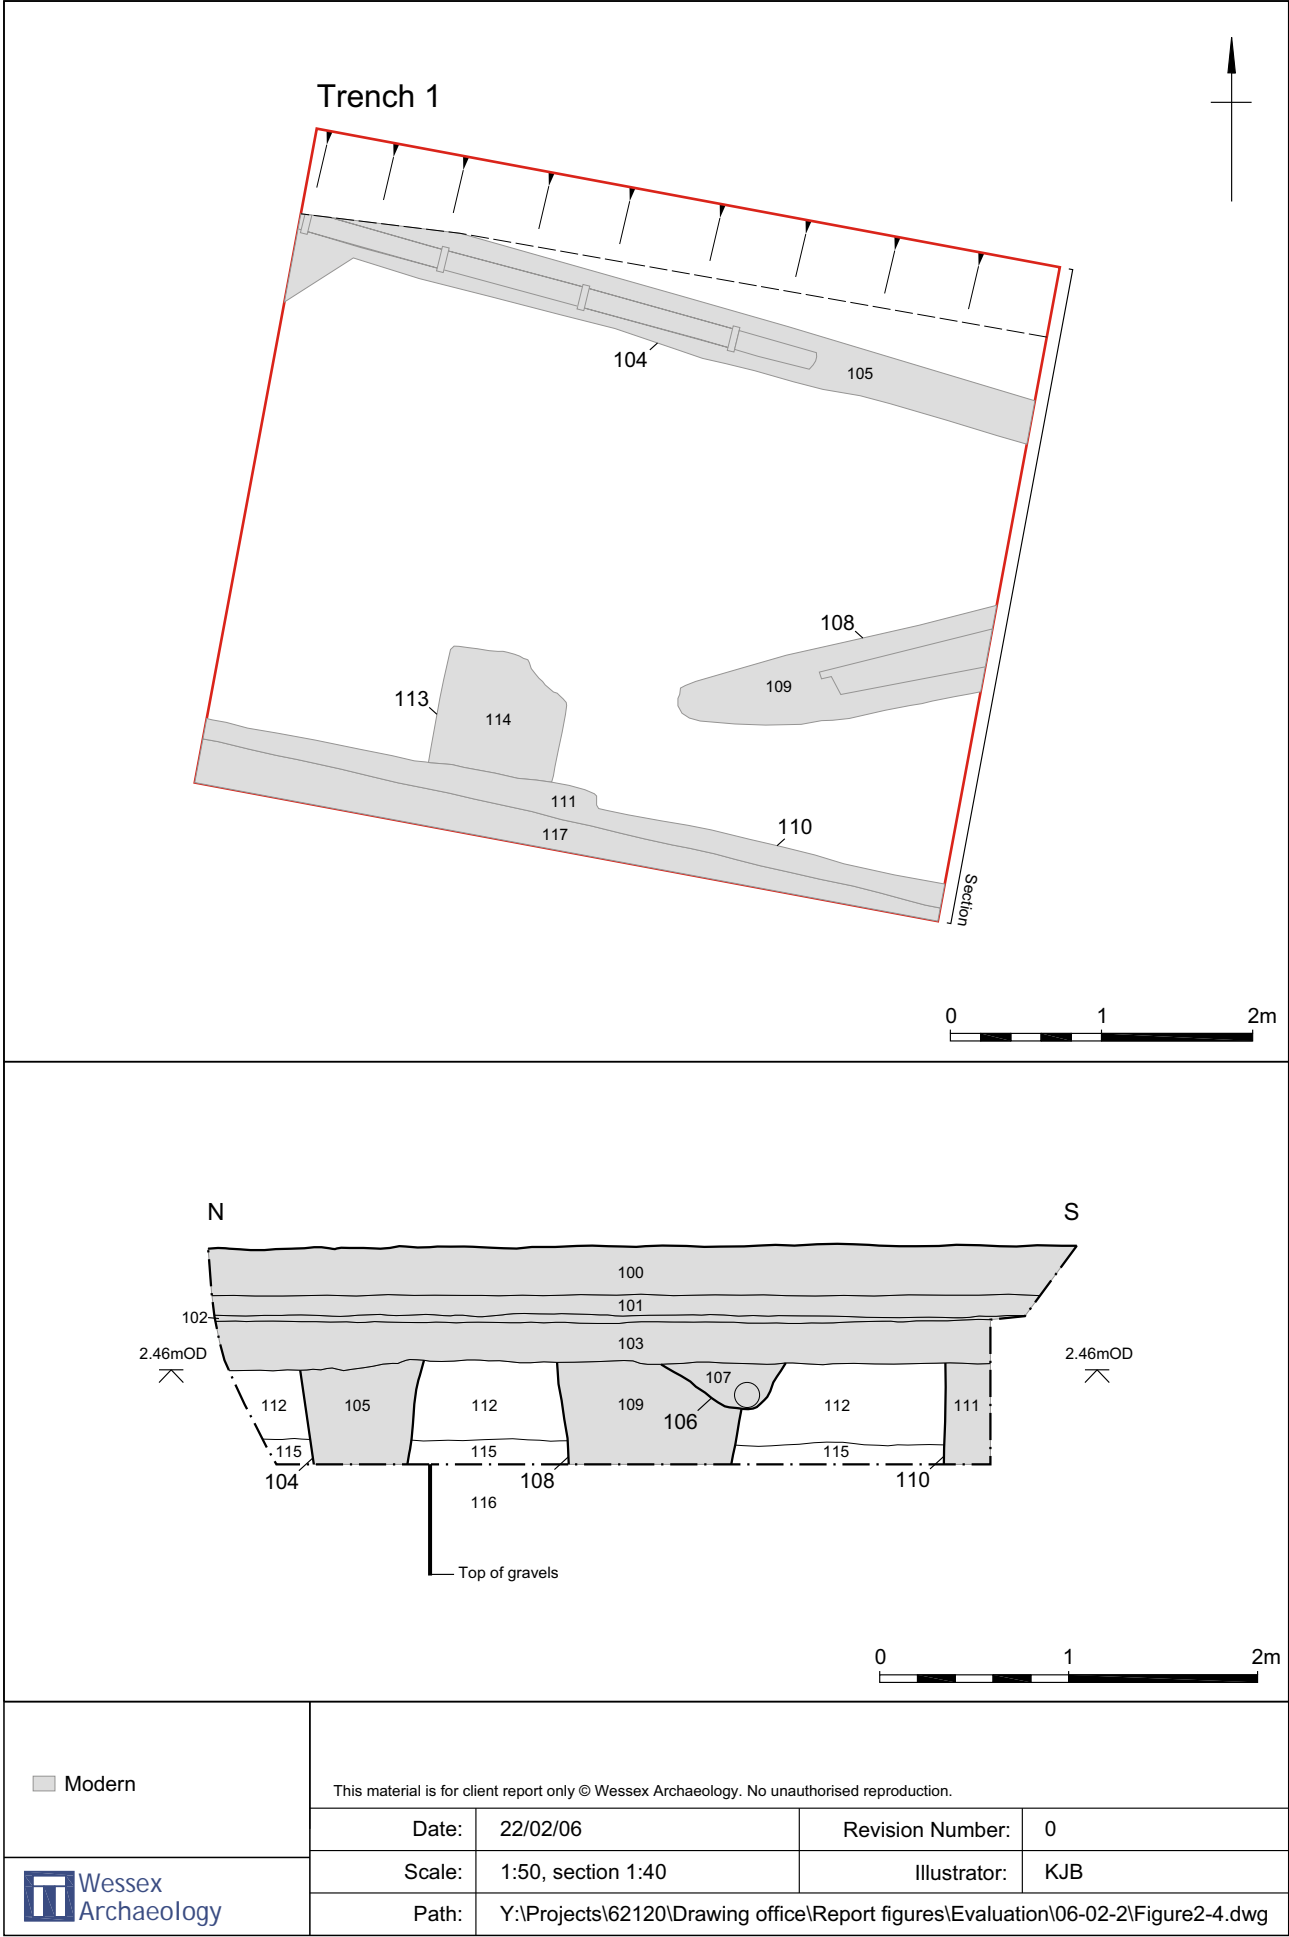 Trench 1
104
105
108
109
113
114
111
110
117
Section
0 1 2m
N S
100
101
102
103
2.46mOD 2.46mOD
107
112 105 112 109 106 112 111
115 115 115
104 108 110
116
Top of gravels
0 1 2m
Modern
This material is for client report only © Wessex Archaeology. No unauthorised reproduction.
Date: 22/02/06 Revision Number: 0
Scale: 1:50, section 1:40 Illustrator: KJB
Path: Y:\Projects\62120\Drawing office\Report figures\Evaluation\06-02-2\Figure2-4.dwg
Wessex
Archaeology